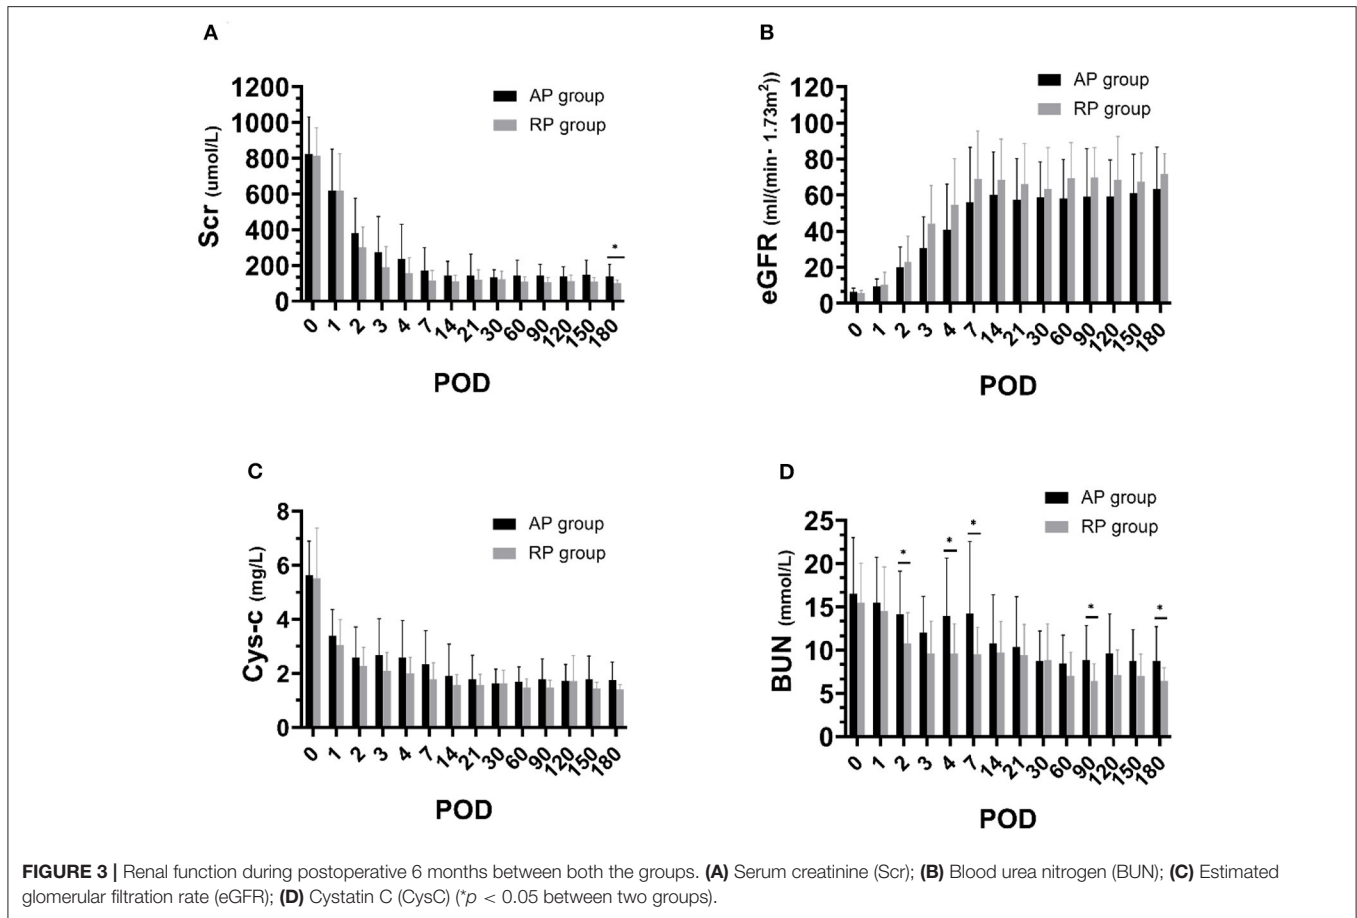 A
Scr (umol/L)
1200
1000
800
600
400
200
0
AP group
RP group
*
0 1 2 3 4 7 14 21 30 60 90 120 150 180
POD
B
eGFR (ml/(min· 1.73m²))
120
100
80
60
40
20
0
AP group
RP group
0 1 2 3 4 7 14 21 30 60 90 120 150 180
POD
C
Cys-c (mg/L)
8
6
4
2
0
AP group
RP group
0 1 2 3 4 7 14 21 30 60 90 120 150 180
POD
D
BUN (mmol/L)
25
20
15
10
5
0
AP group
RP group
* * * * *
0 1 2 3 4 7 14 21 30 60 90 120 150 180
POD
FIGURE 3 | Renal function during postoperative 6 months between both the groups. (A) Serum creatinine (Scr); (B) Blood urea nitrogen (BUN); (C) Estimated
glomerular filtration rate (eGFR); (D) Cystatin C (CysC) (*p < 0.05 between two groups).